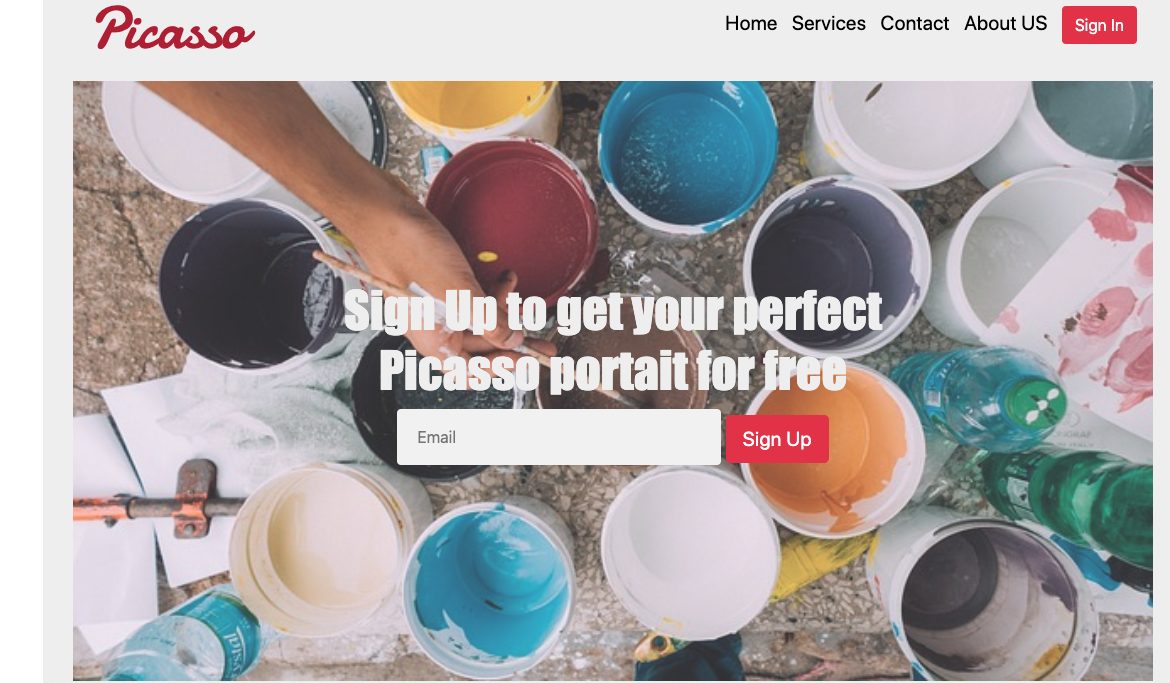 Picasso
Home Services Contact About US Sign In
Sign Up to get your perfect
Picasso portait for free
Email
Sign Up